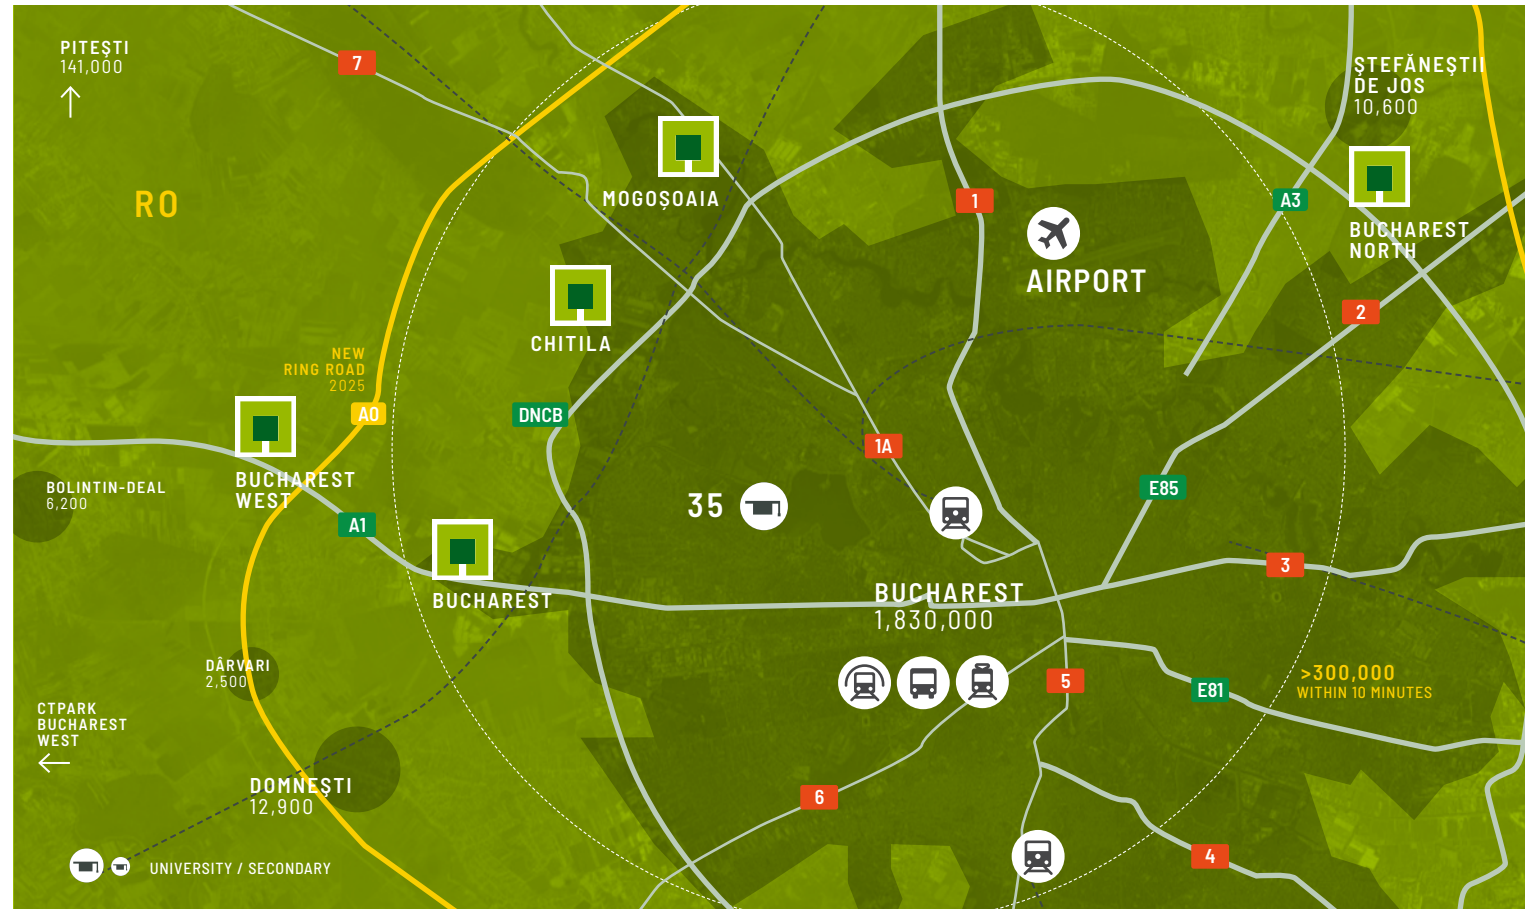 PITEŞTI
141,000
7
ŞTEFĂNEŞTII
DE JOS
10,600
RO
MOGOŞOAIA
1
A3
BUCHAREST
NORTH
AIRPORT
2
CHITILA
NEW
RING ROAD
2025
A0
DNCB
1A
BUCHAREST
WEST
BOLINTIN-DEAL
6,200
A1
35
E85
3
BUCHAREST
BUCHAREST
1,830,000
DÂRVARI
2,500
5
E81
>300,000
WITHIN 10 MINUTES
CTPARK
BUCHAREST
WEST
DOMNEŞTI
12,900
6
4
UNIVERSITY / SECONDARY